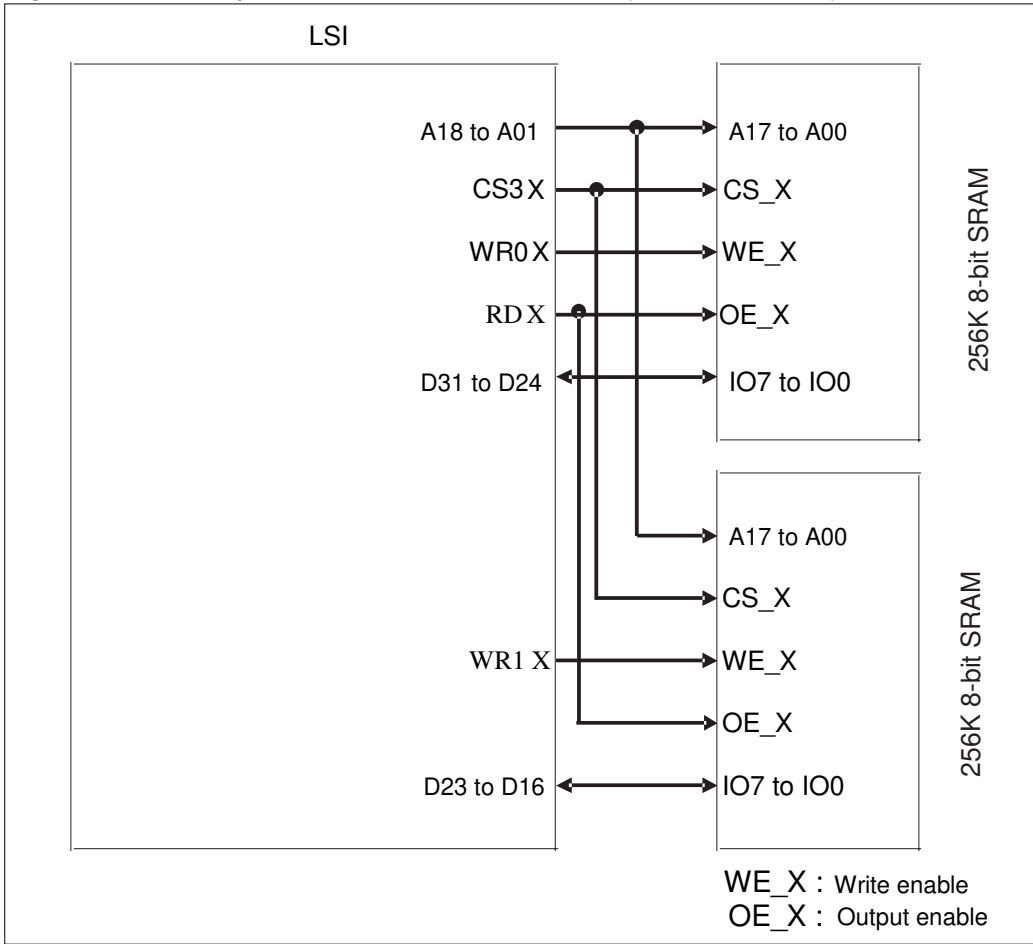 LSI
A18 to A01
A17 to A00
CS3 X
CS_X
WR0 X
WE_X
RD X
OE_X
D31 to D24
IO7 to IO0
256K 8-bit SRAM
A17 to A00
CS_X
WR1 X
WE_X
OE_X
D23 to D16
IO7 to IO0
256K 8-bit SRAM
WE_X : Write enable
OE_X : Output enable